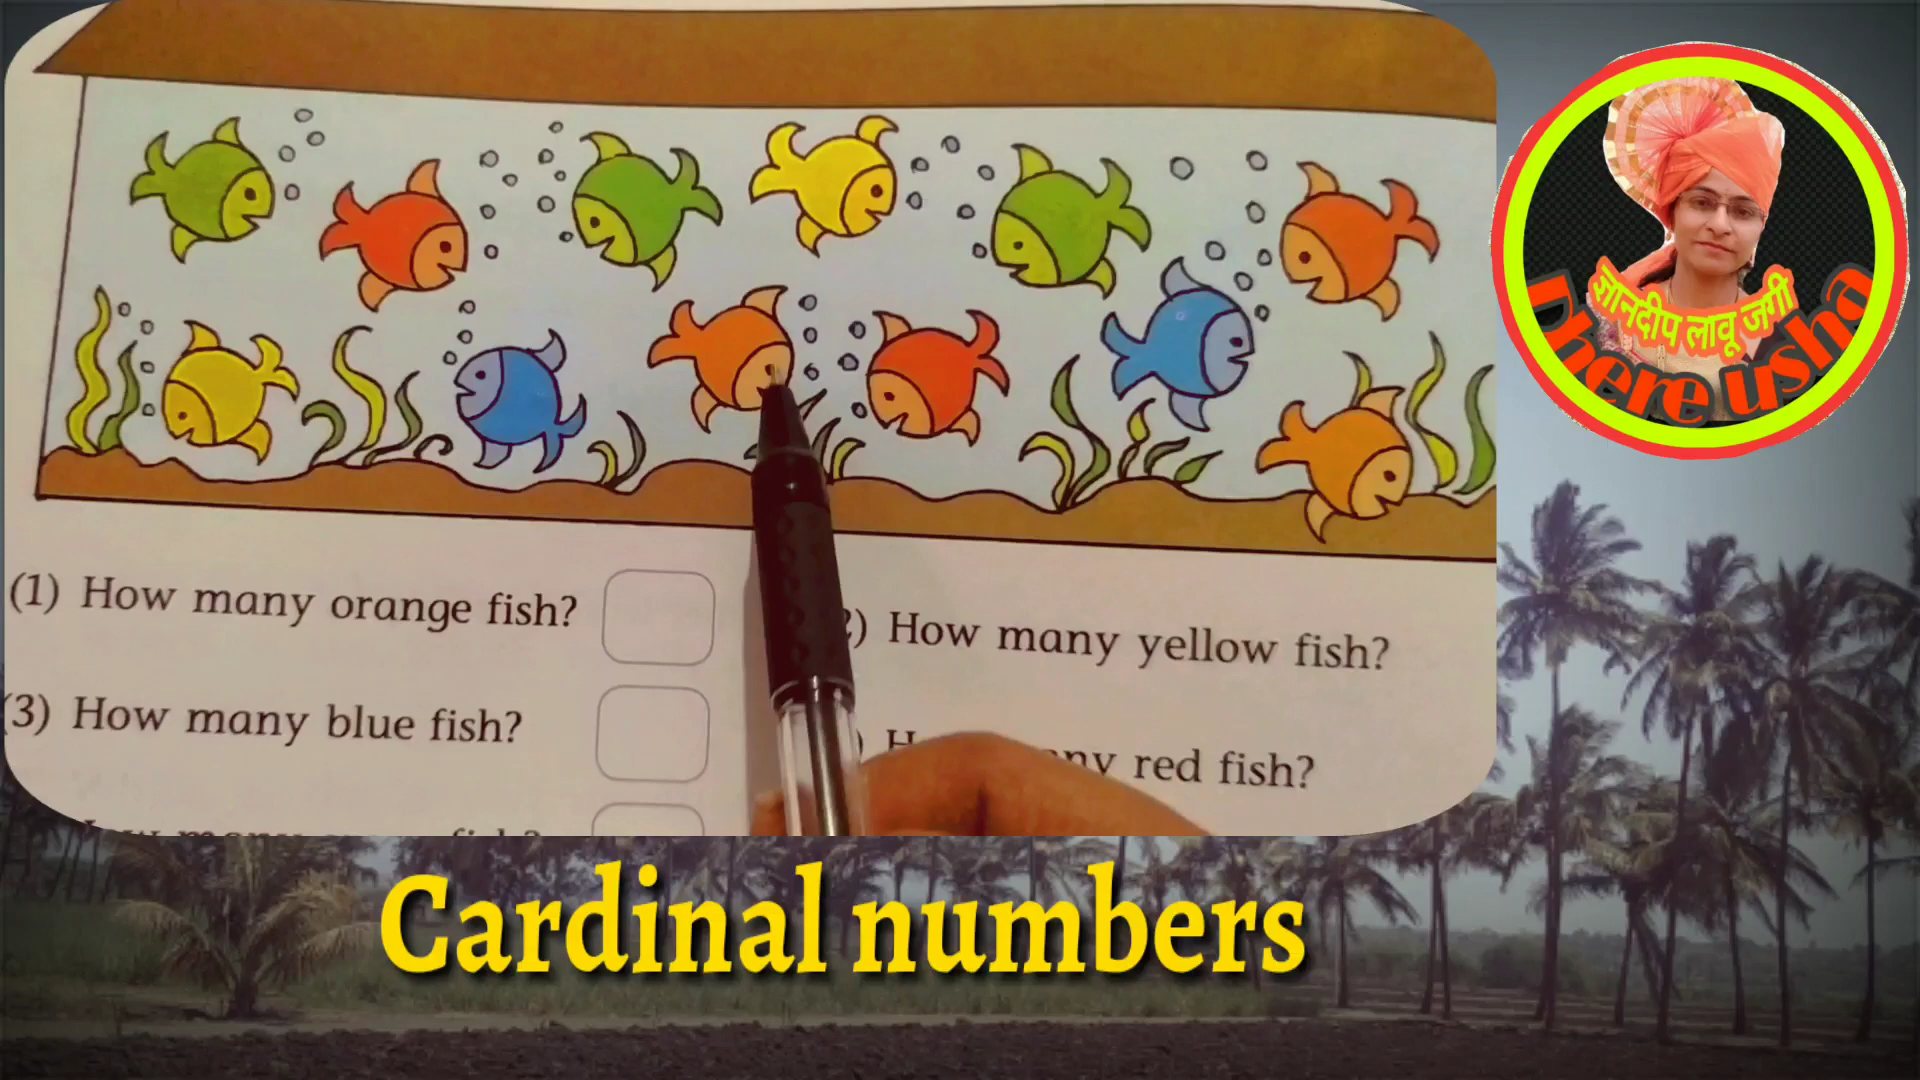 (1) How many orange fish?
2) How many yellow fish?
(3) How many blue fish?
red fish?
Cardinal numbers
ज्ञानदीप लावू जगी
Dhere usha